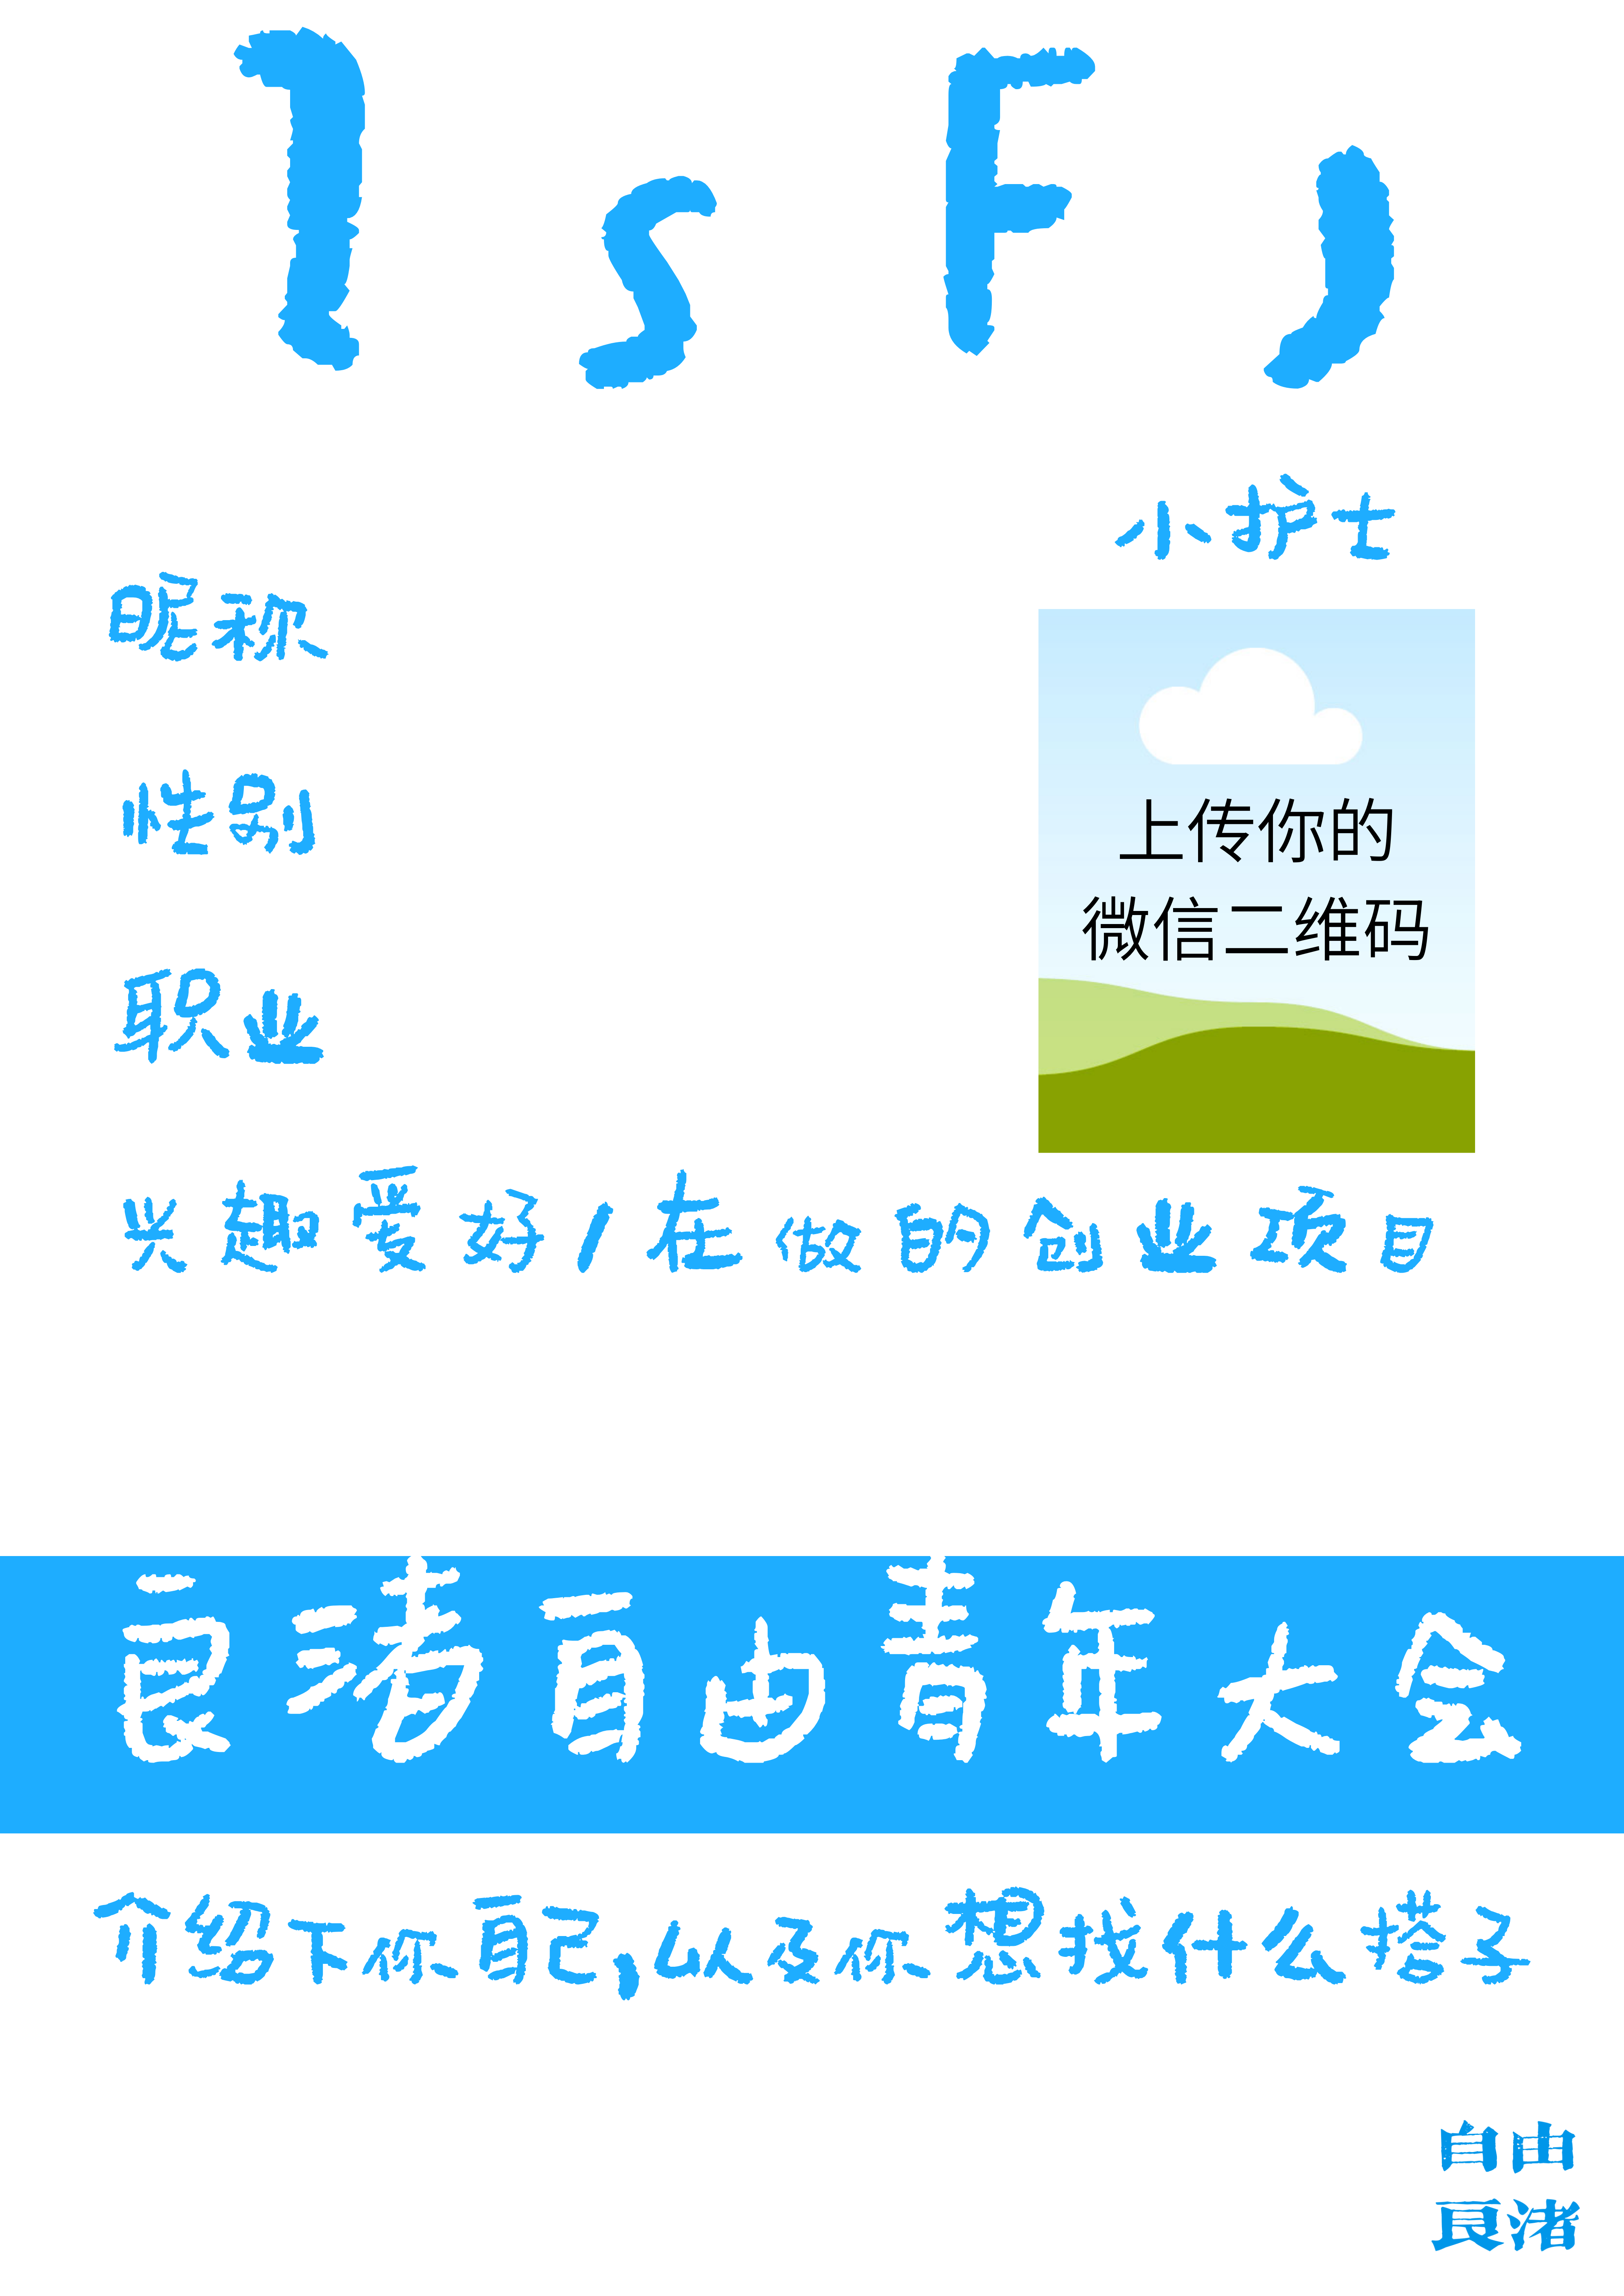 IsFJ
小护士
昵称
性别
职业
上传你的
微信二维码
兴趣爱好/在做的创业项目
良渚自由青年大会
介绍下你自己,以及你想找什么搭子
自由
良渚